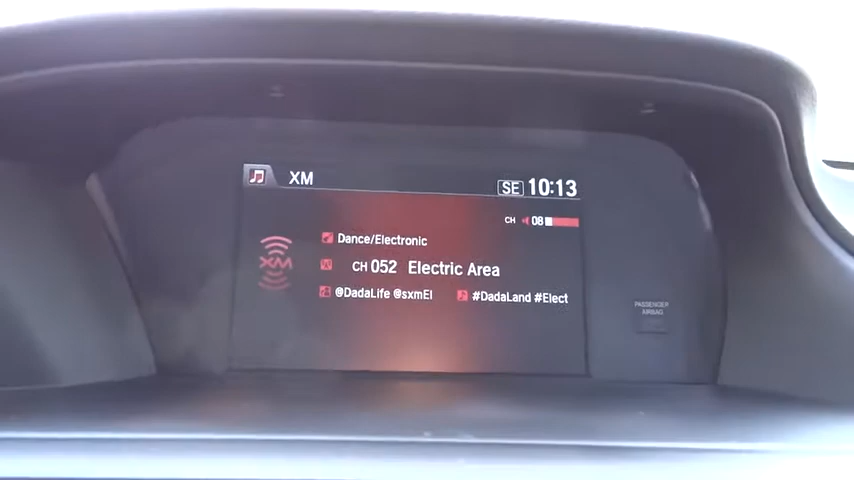 XM
SE 10:13
CH 08
Dance/Electronic
XM
CH 052 Electric Area
@DadaLife @sxmEl #DadaLand #Elect
PASSENGER
AIRBAG